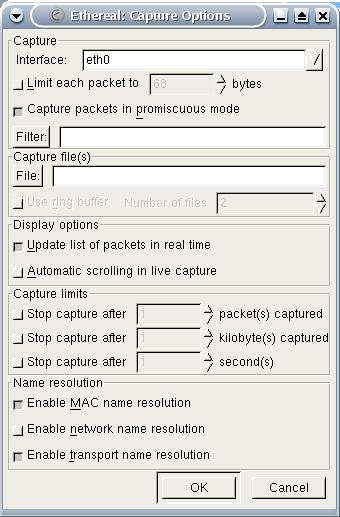 Ethereal: Capture Options
Capture
Interface: eth0
Limit each packet to 68 bytes
Capture packets in promiscuous mode
Filter:
Capture file(s)
File:
Use ring buffer Number of files 2
Display options
Update list of packets in real time
Automatic scrolling in live capture
Capture limits
Stop capture after 1 packet(s) captured
Stop capture after 1 kilobyte(s) captured
Stop capture after 1 second(s)
Name resolution
Enable MAC name resolution
Enable network name resolution
Enable transport name resolution
OK Cancel